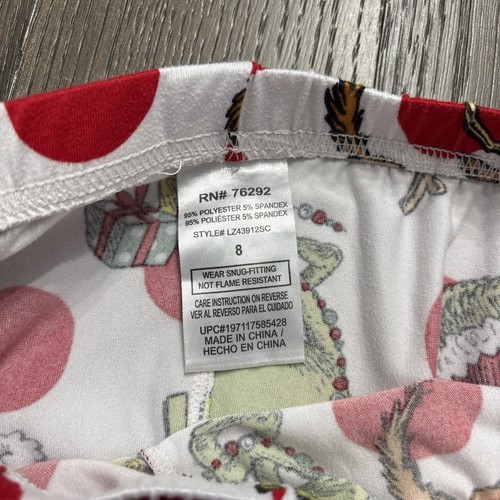 RN# 76292
95% POLYESTER 5% SPANDEX
95% POLIÉSTER 5% SPANDEX
STYLE# LZ43912SC
8
WEAR SNUG-FITTING
NOT FLAME RESISTANT
CARE INSTRUCTION ON REVERSE
VER AL REVERSO PARA EL CUIDADO
UPC#197117585428
MADE IN CHINA /
HECHO EN CHINA